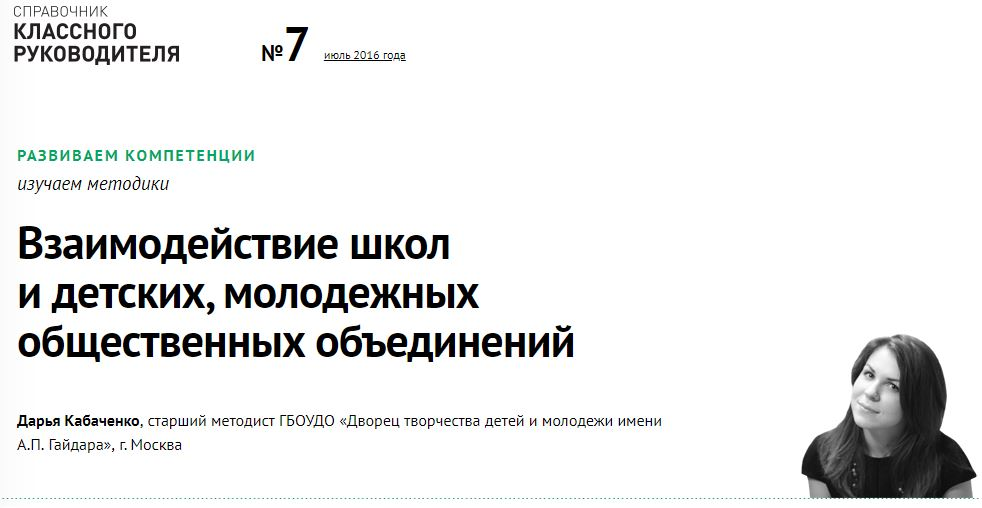 СПРАВОЧНИК
КЛАССНОГО
РУКОВОДИТЕЛЯ
№7 июль 2016 года
РАЗВИВАЕМ КОМПЕТЕНЦИИ
изучаем методики
Взаимодействие школ
и детских, молодежных
общественных объединений
Дарья Кабаченко, старший методист ГБОУДО «Дворец творчества детей и молодежи имени
А.П. Гайдара», г. Москва